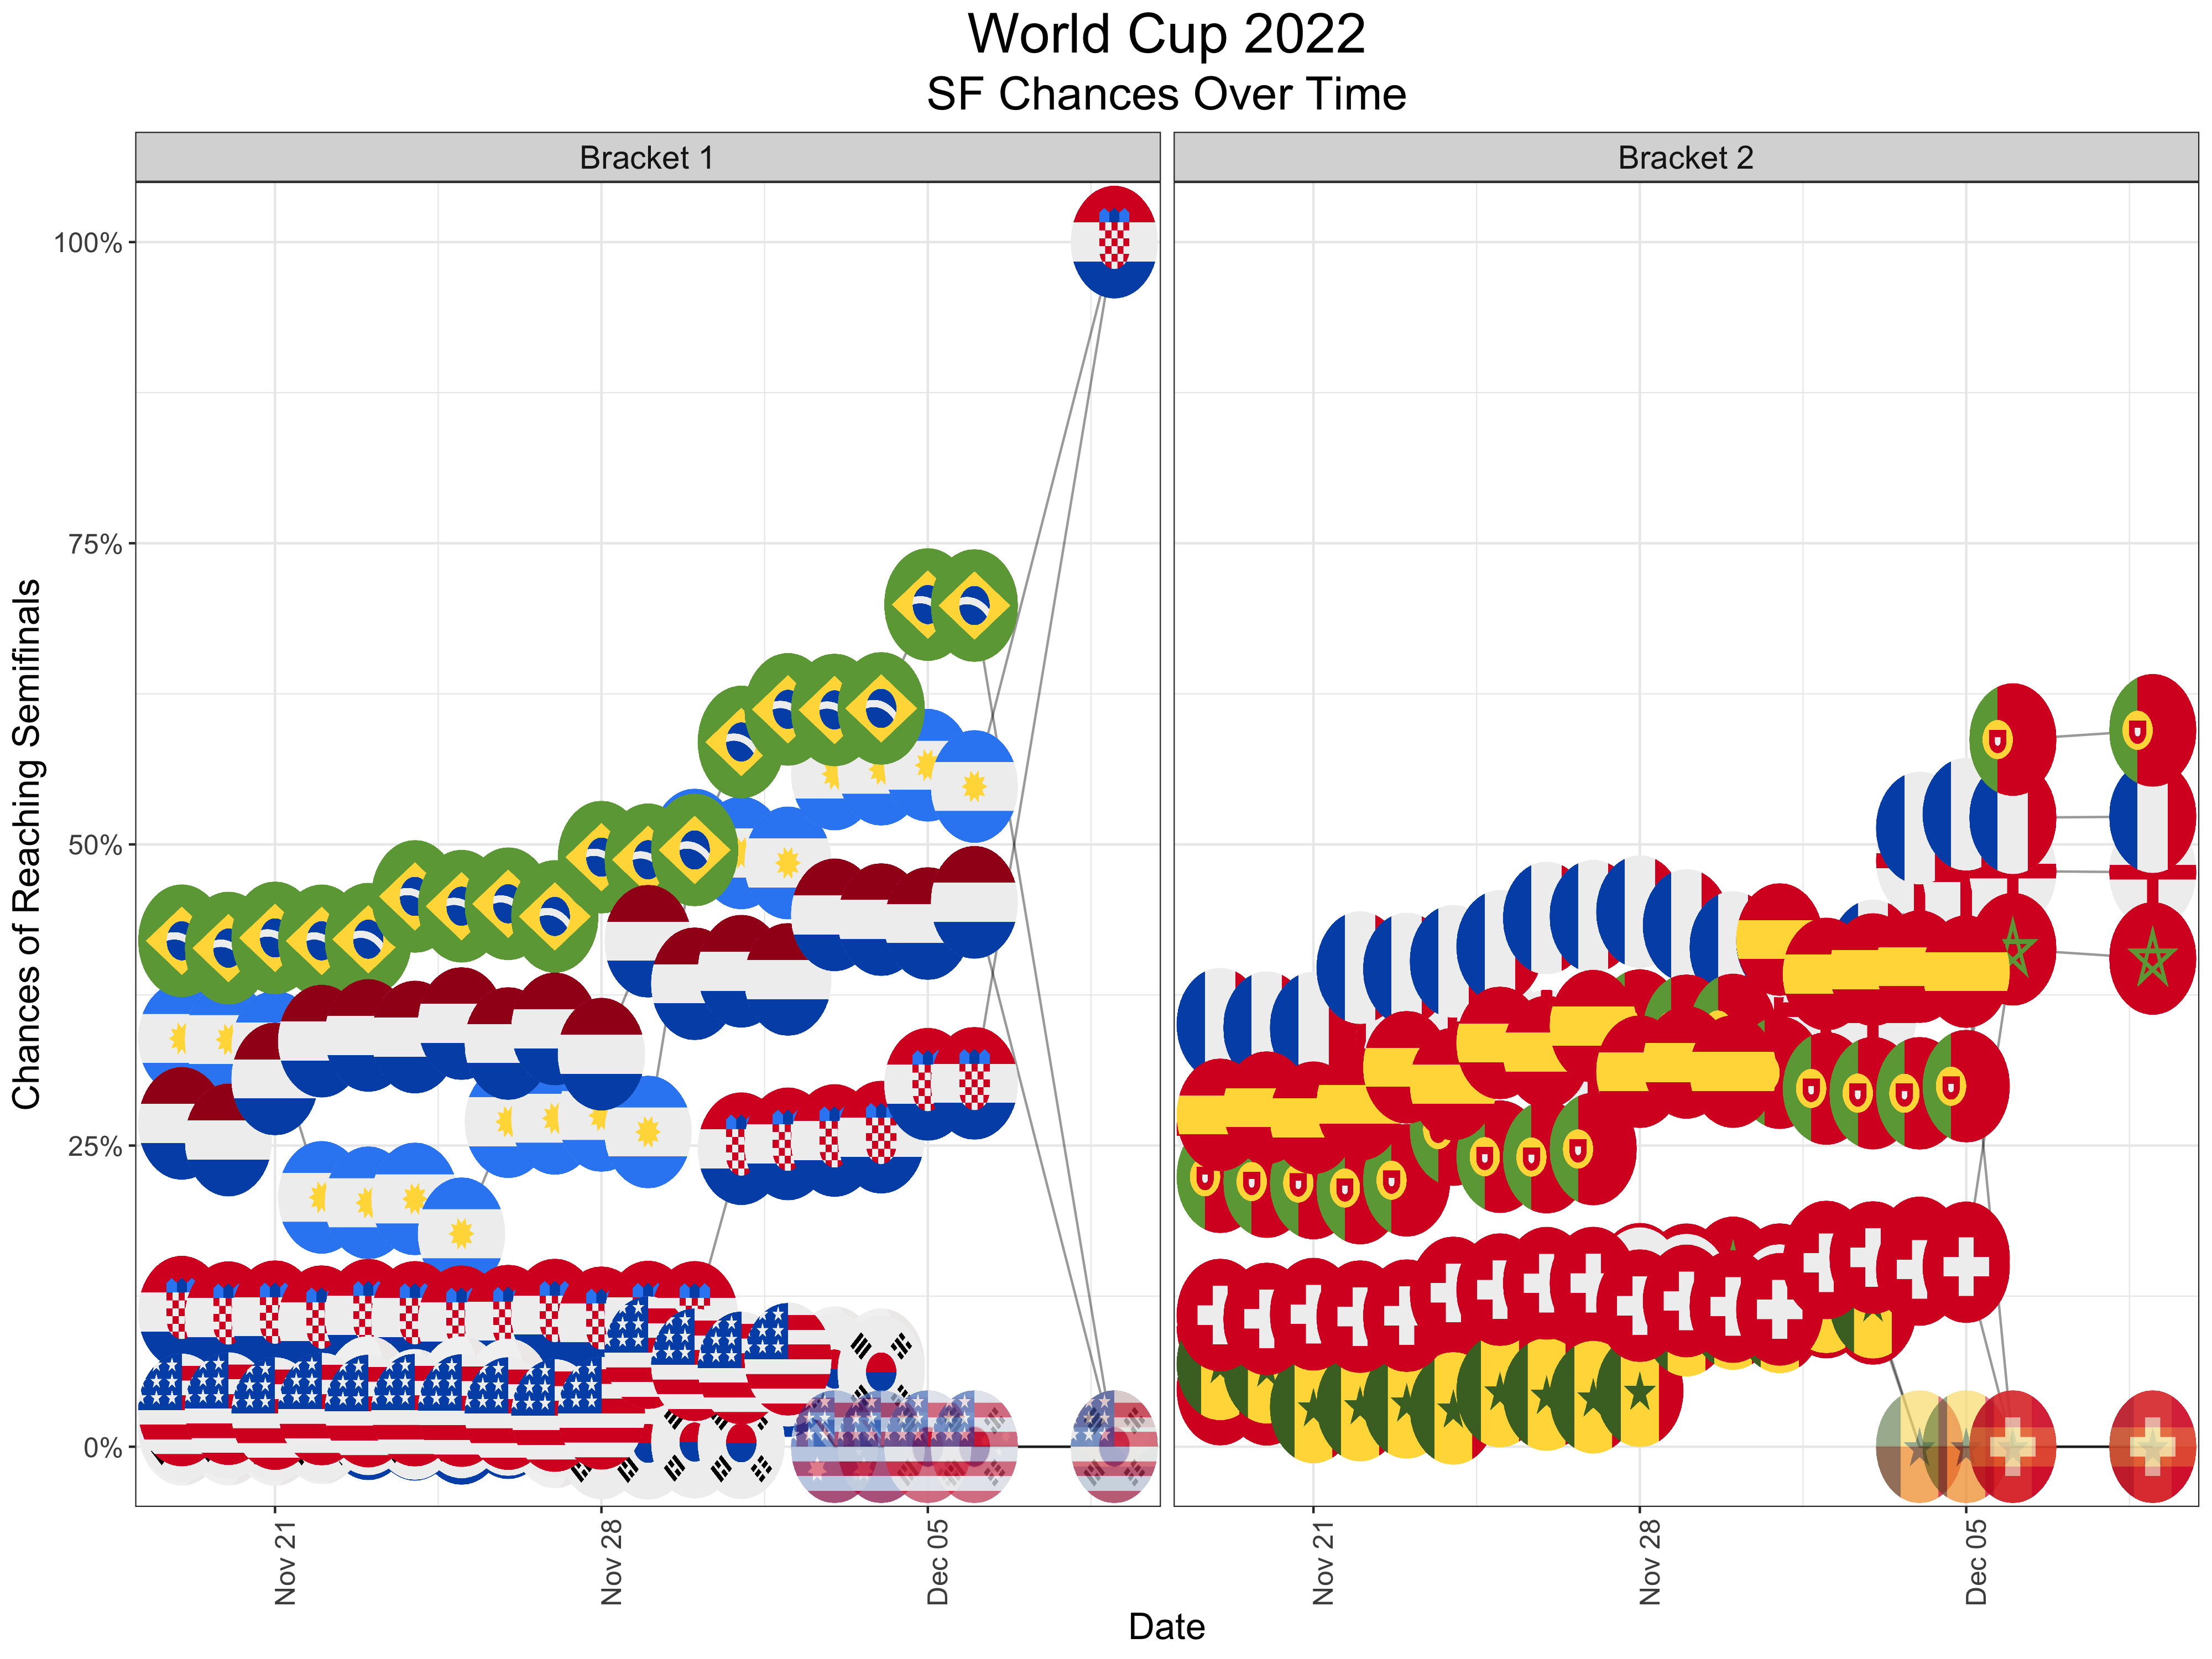 World Cup 2022
SF Chances Over Time
Bracket 1
Bracket 2
Chances of Reaching Semifinals
100%
75%
50%
25%
0%
Nov 21
Nov 28
Dec 05
Nov 21
Nov 28
Dec 05
Date